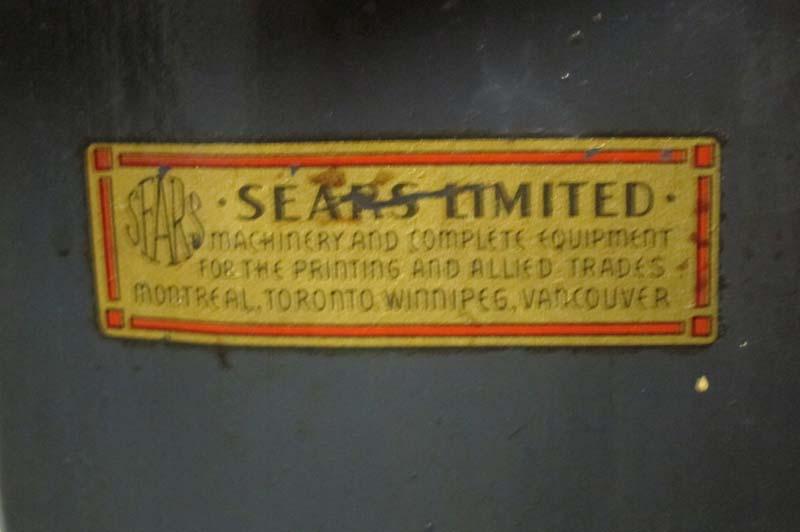 SEARS
· SEARS LIMITED ·
MACHINERY AND COMPLETE EQUIPMENT
FOR THE PRINTING AND ALLIED TRADES
MONTREAL, TORONTO WINNIPEG, VANCOUVER